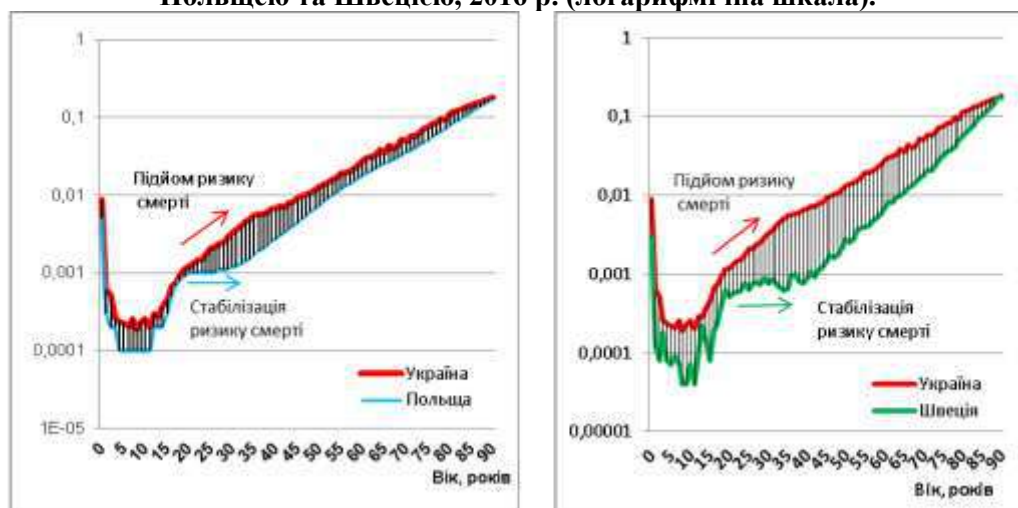 Польщею та Швецією, 2016 р. (логарифмічна шкала).
1
0,1
0,01
0,001
0,0001
1E-05
Підйом ризику
смерті
Стабілізація
ризику смерті
Україна
Польща
0 5 10 15 20 25 30 35 40 45 50 55 60 65 70 75 80 85 90
Вік, років
1
0,1
0,01
0,001
0,0001
0,00001
Підйом ризику
смерті
Стабілізація
ризику смерті
Україна
Швеція
0 5 10 15 20 25 30 35 40 45 50 55 60 65 70 75 80 85 90
Вік, років